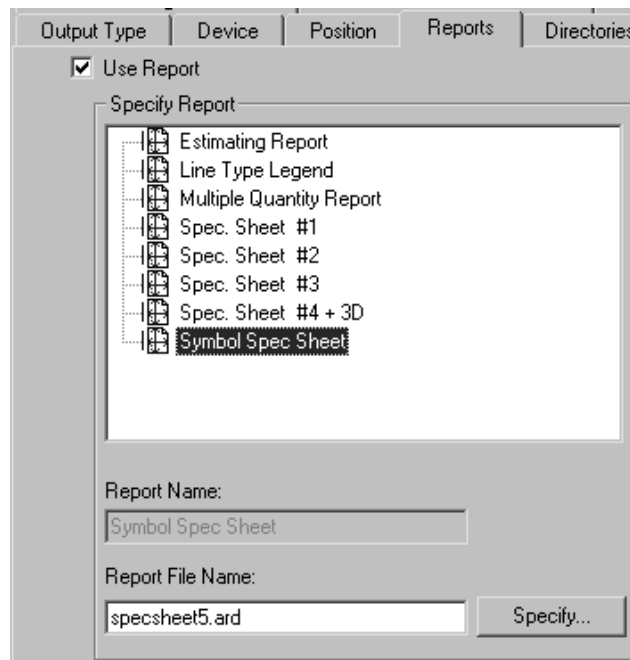 Output Type Device Position Reports Directories
Use Report
Specify Report
Estimating Report
Line Type Legend
Multiple Quantity Report
Spec. Sheet #1
Spec. Sheet #2
Spec. Sheet #3
Spec. Sheet #4 + 3D
Symbol Spec Sheet
Report Name:
Symbol Spec Sheet
Report File Name:
specsheet5.ard Specify...